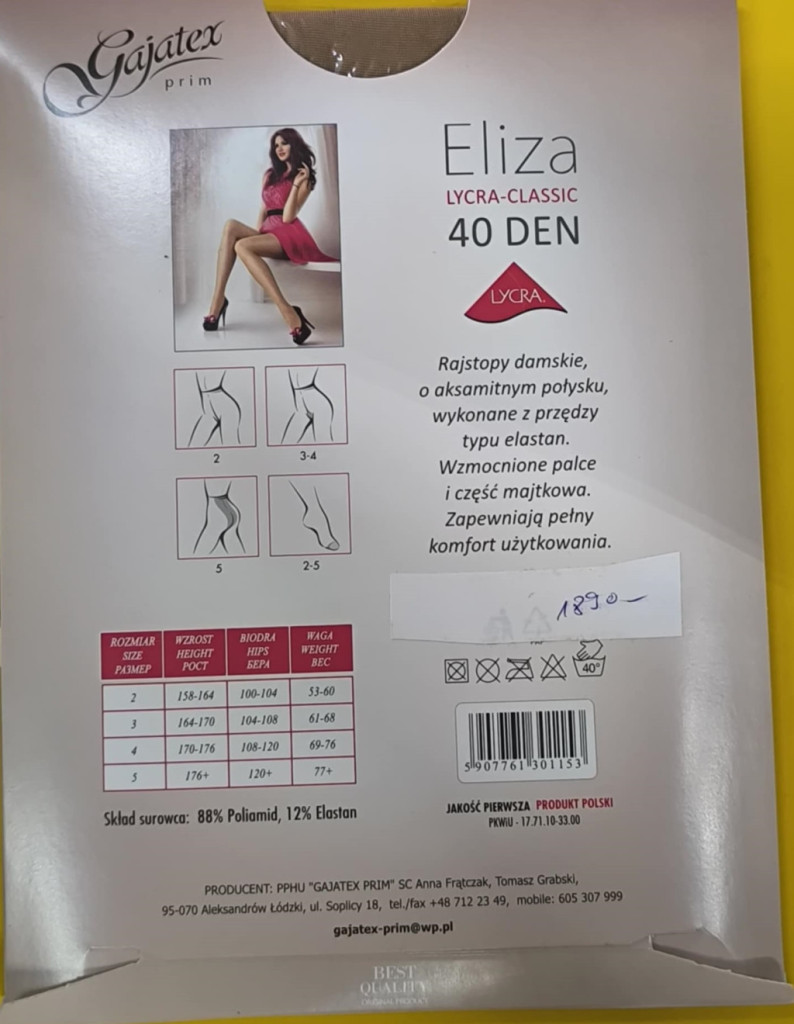 Gajatex
prim
Eliza
LYCRA-CLASSIC
40 DEN
LYCRA.
Rajstopy damskie,
o aksamitnym połysku,
wykonane z przędzy
typu elastan.
Wzmocnione palce
i część majtkowa.
Zapewniają pełny
komfort użytkowania.
2
3-4
5
2-5
1890-
40°
ROZMIAR WZROST BIODRA WAGA
SIZE HEIGHT HIPS WEIGHT
РАЗМЕР РОСТ БЕРА ВЕС
2 158-164 100-104 53-60
3 164-170 104-108 61-68
4 170-176 108-120 69-76
5 176+ 120+ 77+
Skład surowca: 88% Poliamid, 12% Elastan
5 907761 301153
JAKOŚĆ PIERWSZA PRODUKT POLSKI
PKWiU - 17.71.10-33.00
PRODUCENT: PPHU "GAJATEX PRIM" SC Anna Frątczak, Tomasz Grabski,
95-070 Aleksandrów Łódzki, ul. Soplicy 18, tel./fax +48 712 23 49, mobile: 605 307 999
gajatex-prim@wp.pl
BEST
QUALITY
ORIGINAL PRODUCT